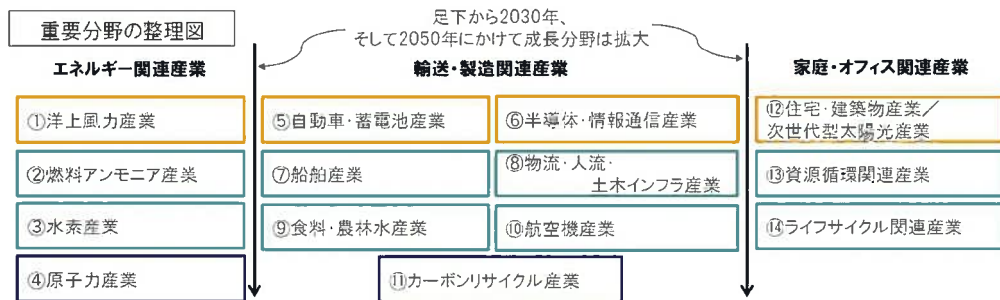 重要分野の整理図
足下から2030年、
そして2050年にかけて成長分野は拡大
エネルギー関連産業
輸送・製造関連産業
家庭・オフィス関連産業
①洋上風力産業
⑤自動車・蓄電池産業
⑥半導体・情報通信産業
⑫住宅・建築物産業／
次世代型太陽光産業
②燃料アンモニア産業
⑦船舶産業
⑧物流・人流・
土木インフラ産業
⑬資源循環関連産業
③水素産業
⑨食料・農林水産業
⑩航空機産業
⑭ライフサイクル関連産業
④原子力産業
⑪カーボンリサイクル産業